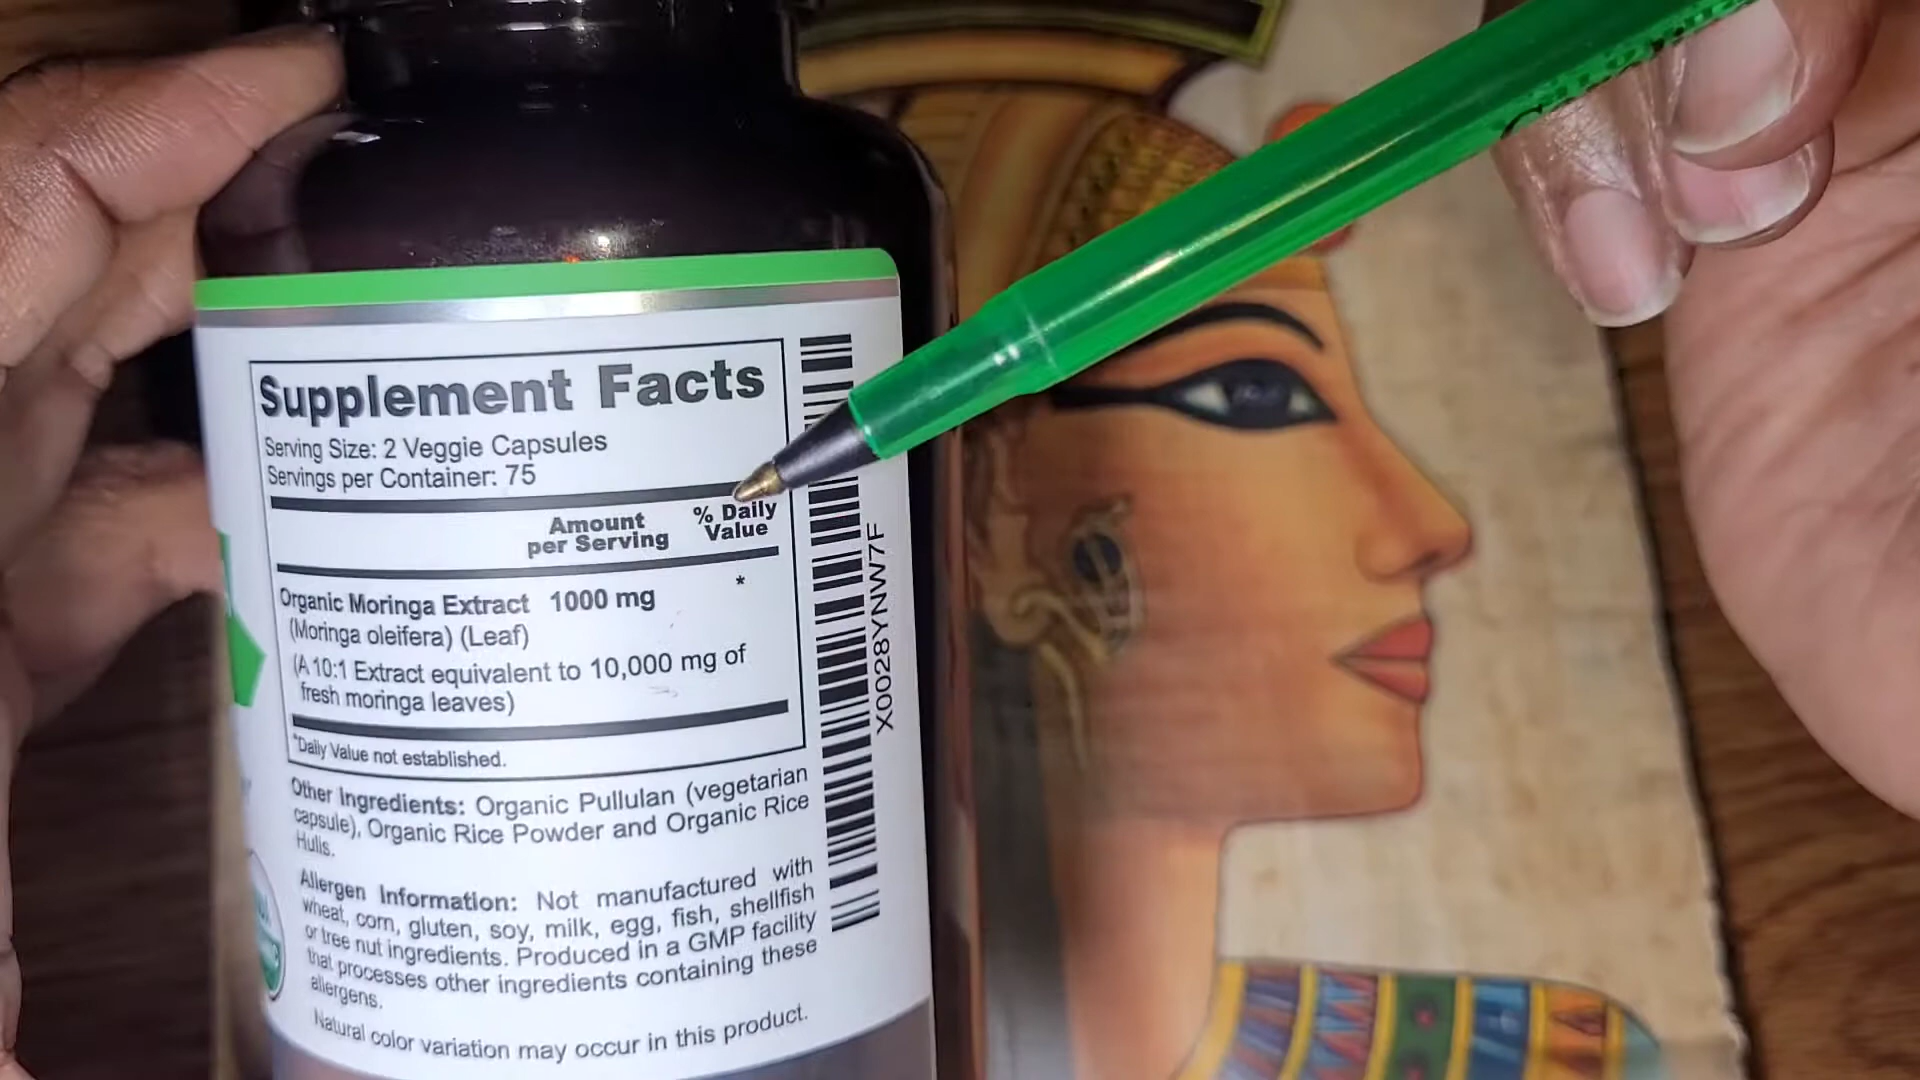 Supplement Facts
Serving Size: 2 Veggie Capsules
Servings per Container: 75
Amount
per Serving
% Daily
Value
Organic Moringa Extract 1000 mg *
(Moringa oleifera) (Leaf)
(A 10:1 Extract equivalent to 10,000 mg of
fresh moringa leaves)
*Daily Value not established.
Other Ingredients: Organic Pullulan (vegetarian
capsule), Organic Rice Powder and Organic Rice
Hulls.
Allergen Information: Not manufactured with
wheat, corn, gluten, soy, milk, egg, fish, shellfish
or tree nut ingredients. Produced in a GMP facility
that processes other ingredients containing these
allergens.
Natural color variation may occur in this product.
X0028YNW7F